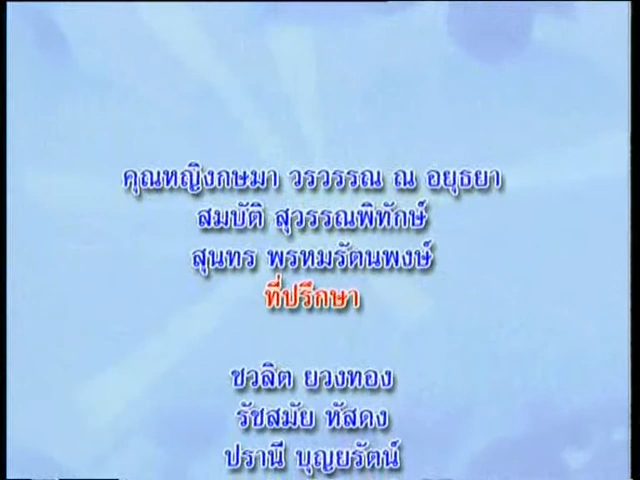 คุณหญิงกษมา วรวรรณ ณ อยุธยา
สมบัติ สุวรรณพิทักษ์
สุนทร พรหมรัตนพงษ์
ที่ปรึกษา
ชวลิต ยวงทอง
รัชสมัย ทัสดง
ปรานี บุญยรัตน์